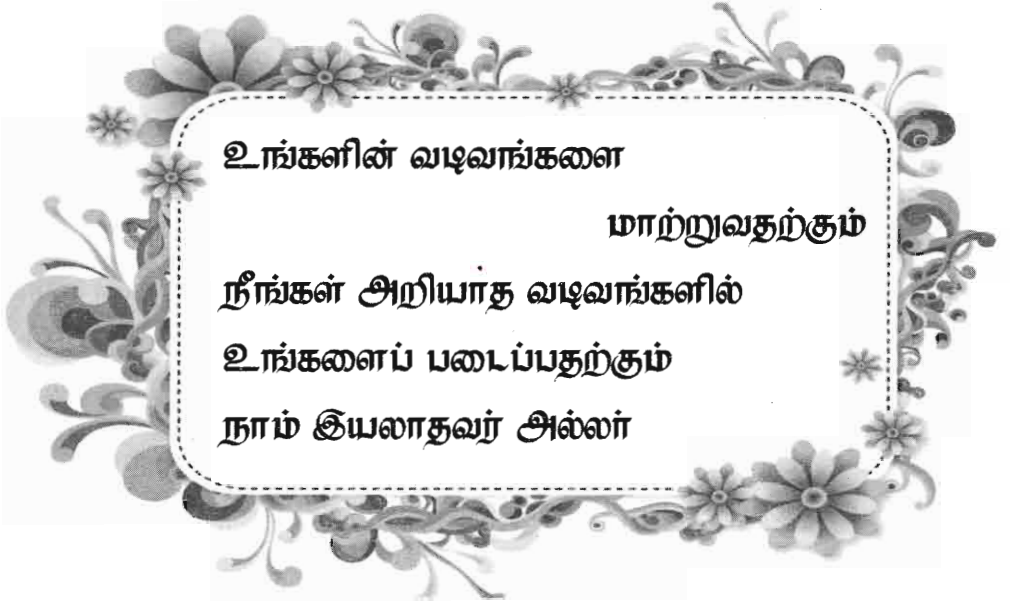 உங்களின் வடிவங்களை
மாற்றுவதற்கும்
நீங்கள் அறியாத வடிவங்களில்
உங்களைப் படைப்பதற்கும்
நாம் இயலாதவர் அல்லர்